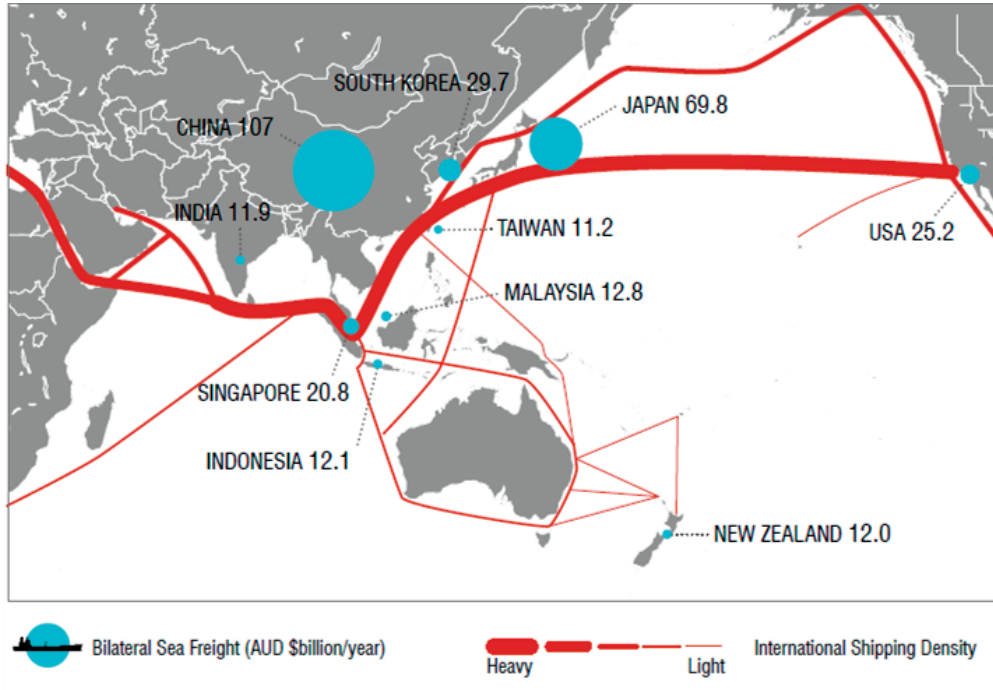 SOUTH KOREA 29.7
JAPAN 69.8
CHINA 107
INDIA 11.9
TAIWAN 11.2
USA 25.2
MALAYSIA 12.8
SINGAPORE 20.8
INDONESIA 12.1
NEW ZEALAND 12.0
Bilateral Sea Freight (AUD $billion/year)
International Shipping Density
Heavy
Light